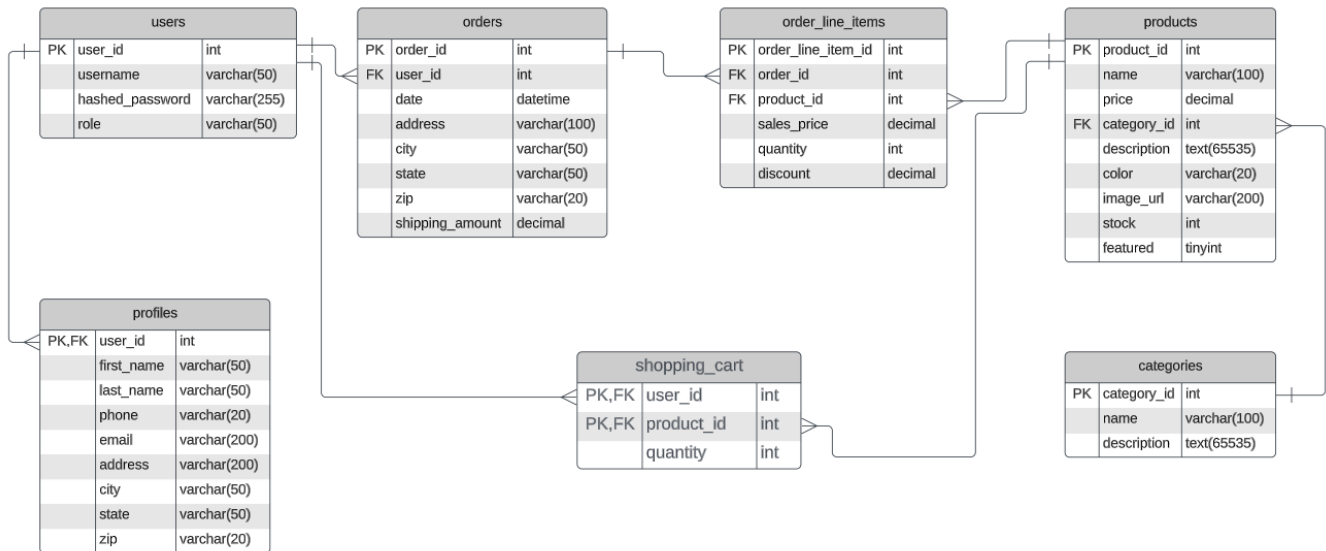 users
PK user_id int
username varchar(50)
hashed_password varchar(255)
role varchar(50)
orders
PK order_id int
FK user_id int
date datetime
address varchar(100)
city varchar(50)
state varchar(50)
zip varchar(20)
shipping_amount decimal
order_line_items
PK order_line_item_id int
FK order_id int
FK product_id int
sales_price decimal
quantity int
discount decimal
products
PK product_id int
name varchar(100)
price decimal
FK category_id int
description text(65535)
color varchar(20)
image_url varchar(200)
stock int
featured tinyint
profiles
PK,FK user_id int
first_name varchar(50)
last_name varchar(50)
phone varchar(20)
email varchar(200)
address varchar(200)
city varchar(50)
state varchar(50)
zip varchar(20)
shopping_cart
PK,FK user_id int
PK,FK product_id int
quantity int
categories
PK category_id int
name varchar(100)
description text(65535)